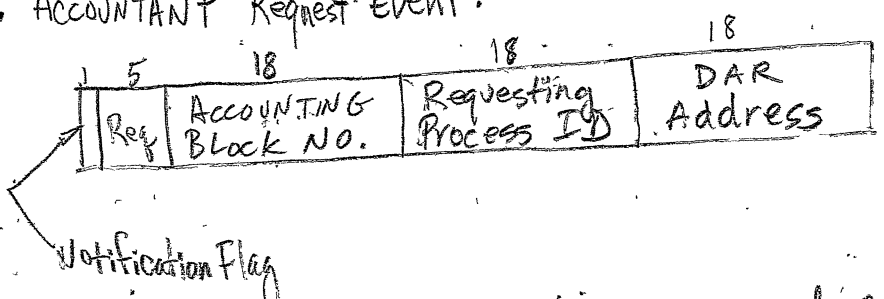 . ACCOUNTANT Request EVENT.
1 5 18 18 18
Req ACCOUNTING Requesting DAR
BLOCK NO. Process ID Address
Notification Flag